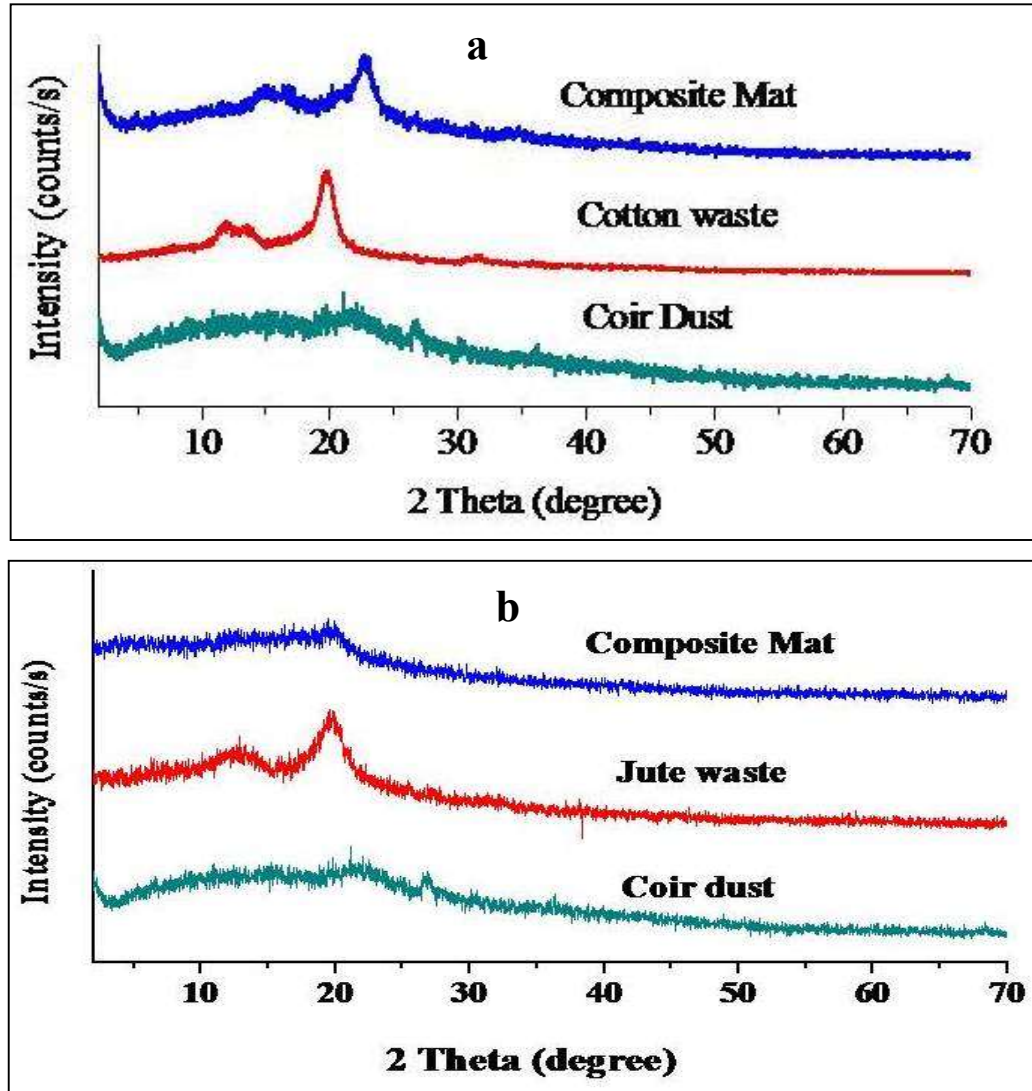 a
Composite Mat
Cotton waste
Coir Dust
Intensity (counts/s)
10 20 30 40 50 60 70
2 Theta (degree)
b
Composite Mat
Jute waste
Coir dust
Intensity (counts/s)
10 20 30 40 50 60 70
2 Theta (degree)